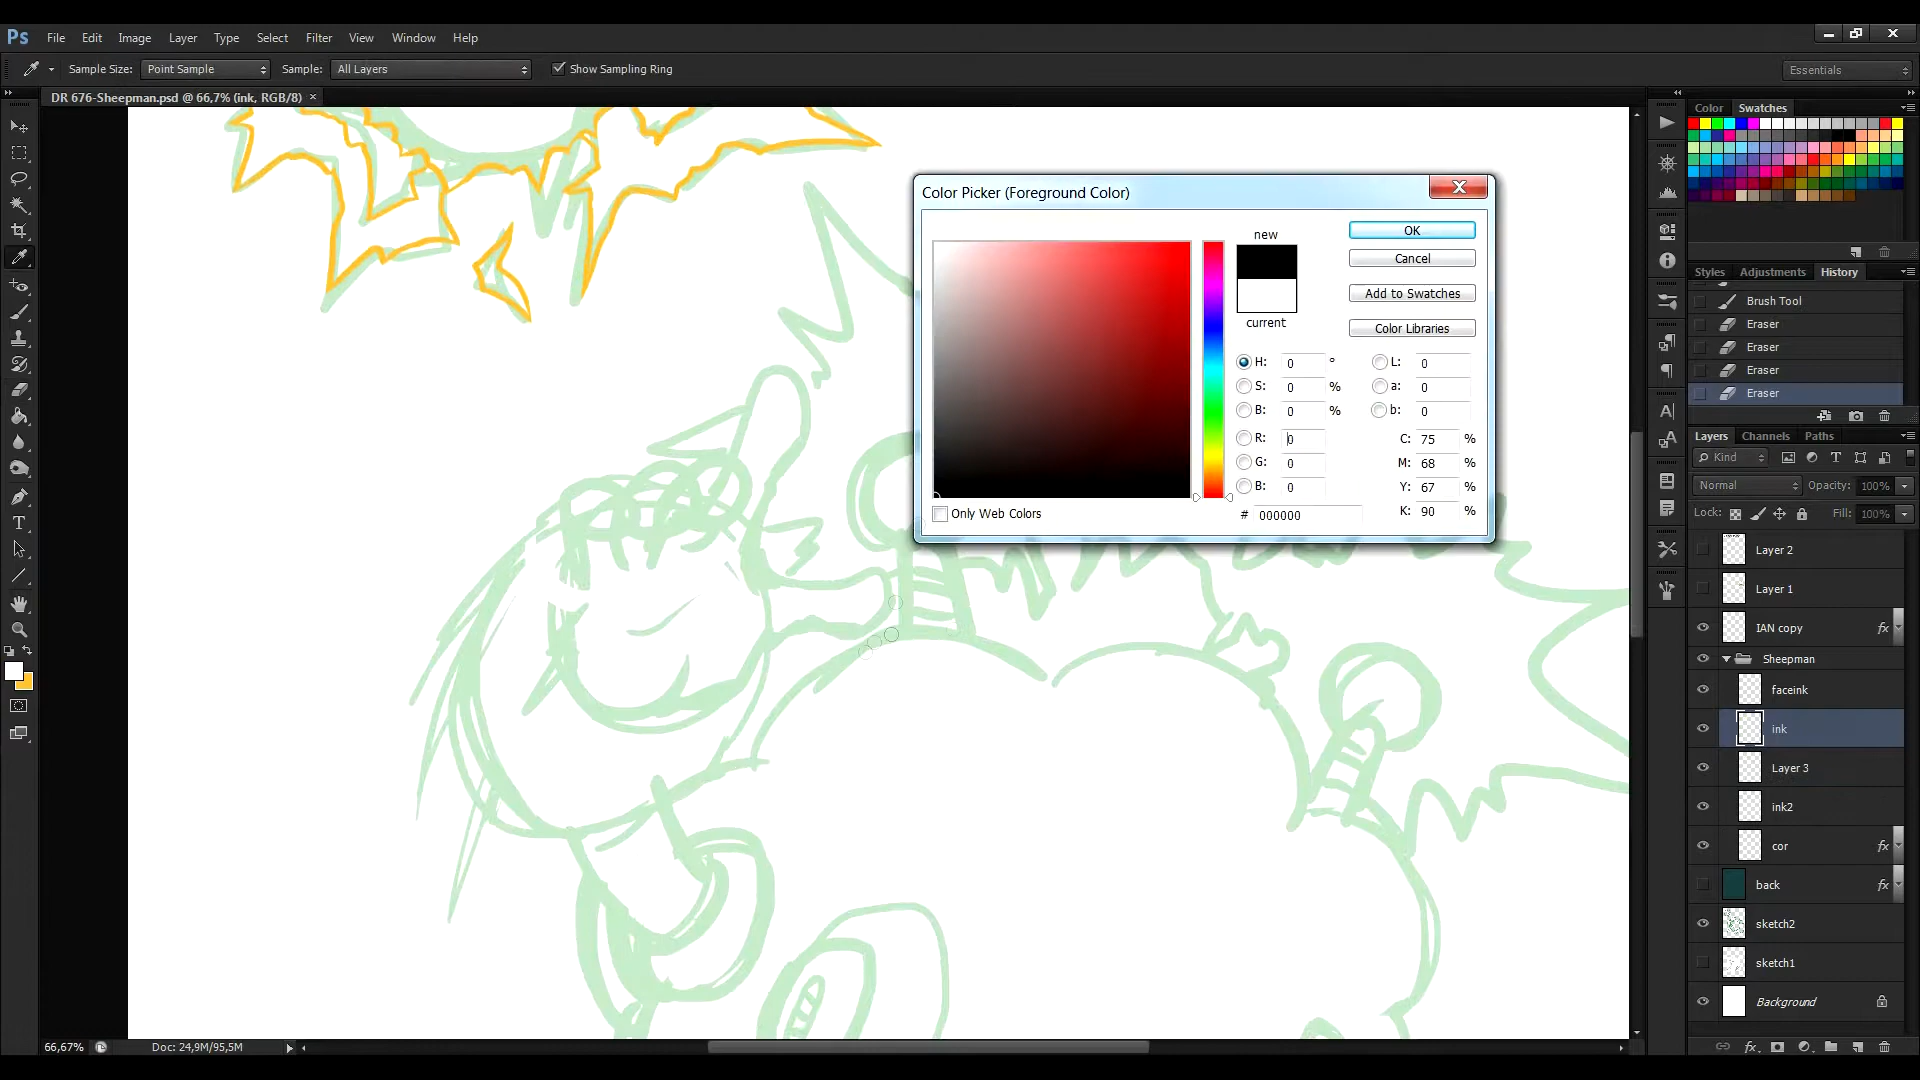 Ps File Edit Image Layer Type Select Filter View Window Help
Sample Size: Point Sample Sample: All Layers Show Sampling Ring Essentials
DR 676-Sheepman.psd @ 66,7% (ink, RGB/8) ×
Color Swatches
Color Picker (Foreground Color)
new
current
OK
Cancel
Add to Swatches
Color Libraries
H: 0 °
S: 0 %
B: 0 %
R: 0
G: 0
B: 0
L: 0
a: 0
b: 0
C: 75 %
M: 68 %
Y: 67 %
K: 90 %
Only Web Colors
# 000000
Styles Adjustments History
Brush Tool
Eraser
Eraser
Eraser
Eraser
Layers Channels Paths
Kind
Normal Opacity: 100%
Lock: Fill: 100%
Layer 2
Layer 1
IAN copy fx
Sheepman
faceink
ink
Layer 3
ink2
cor fx
back fx
sketch2
sketch1
Background
66,67% Doc: 24,9M/95,5M
fx